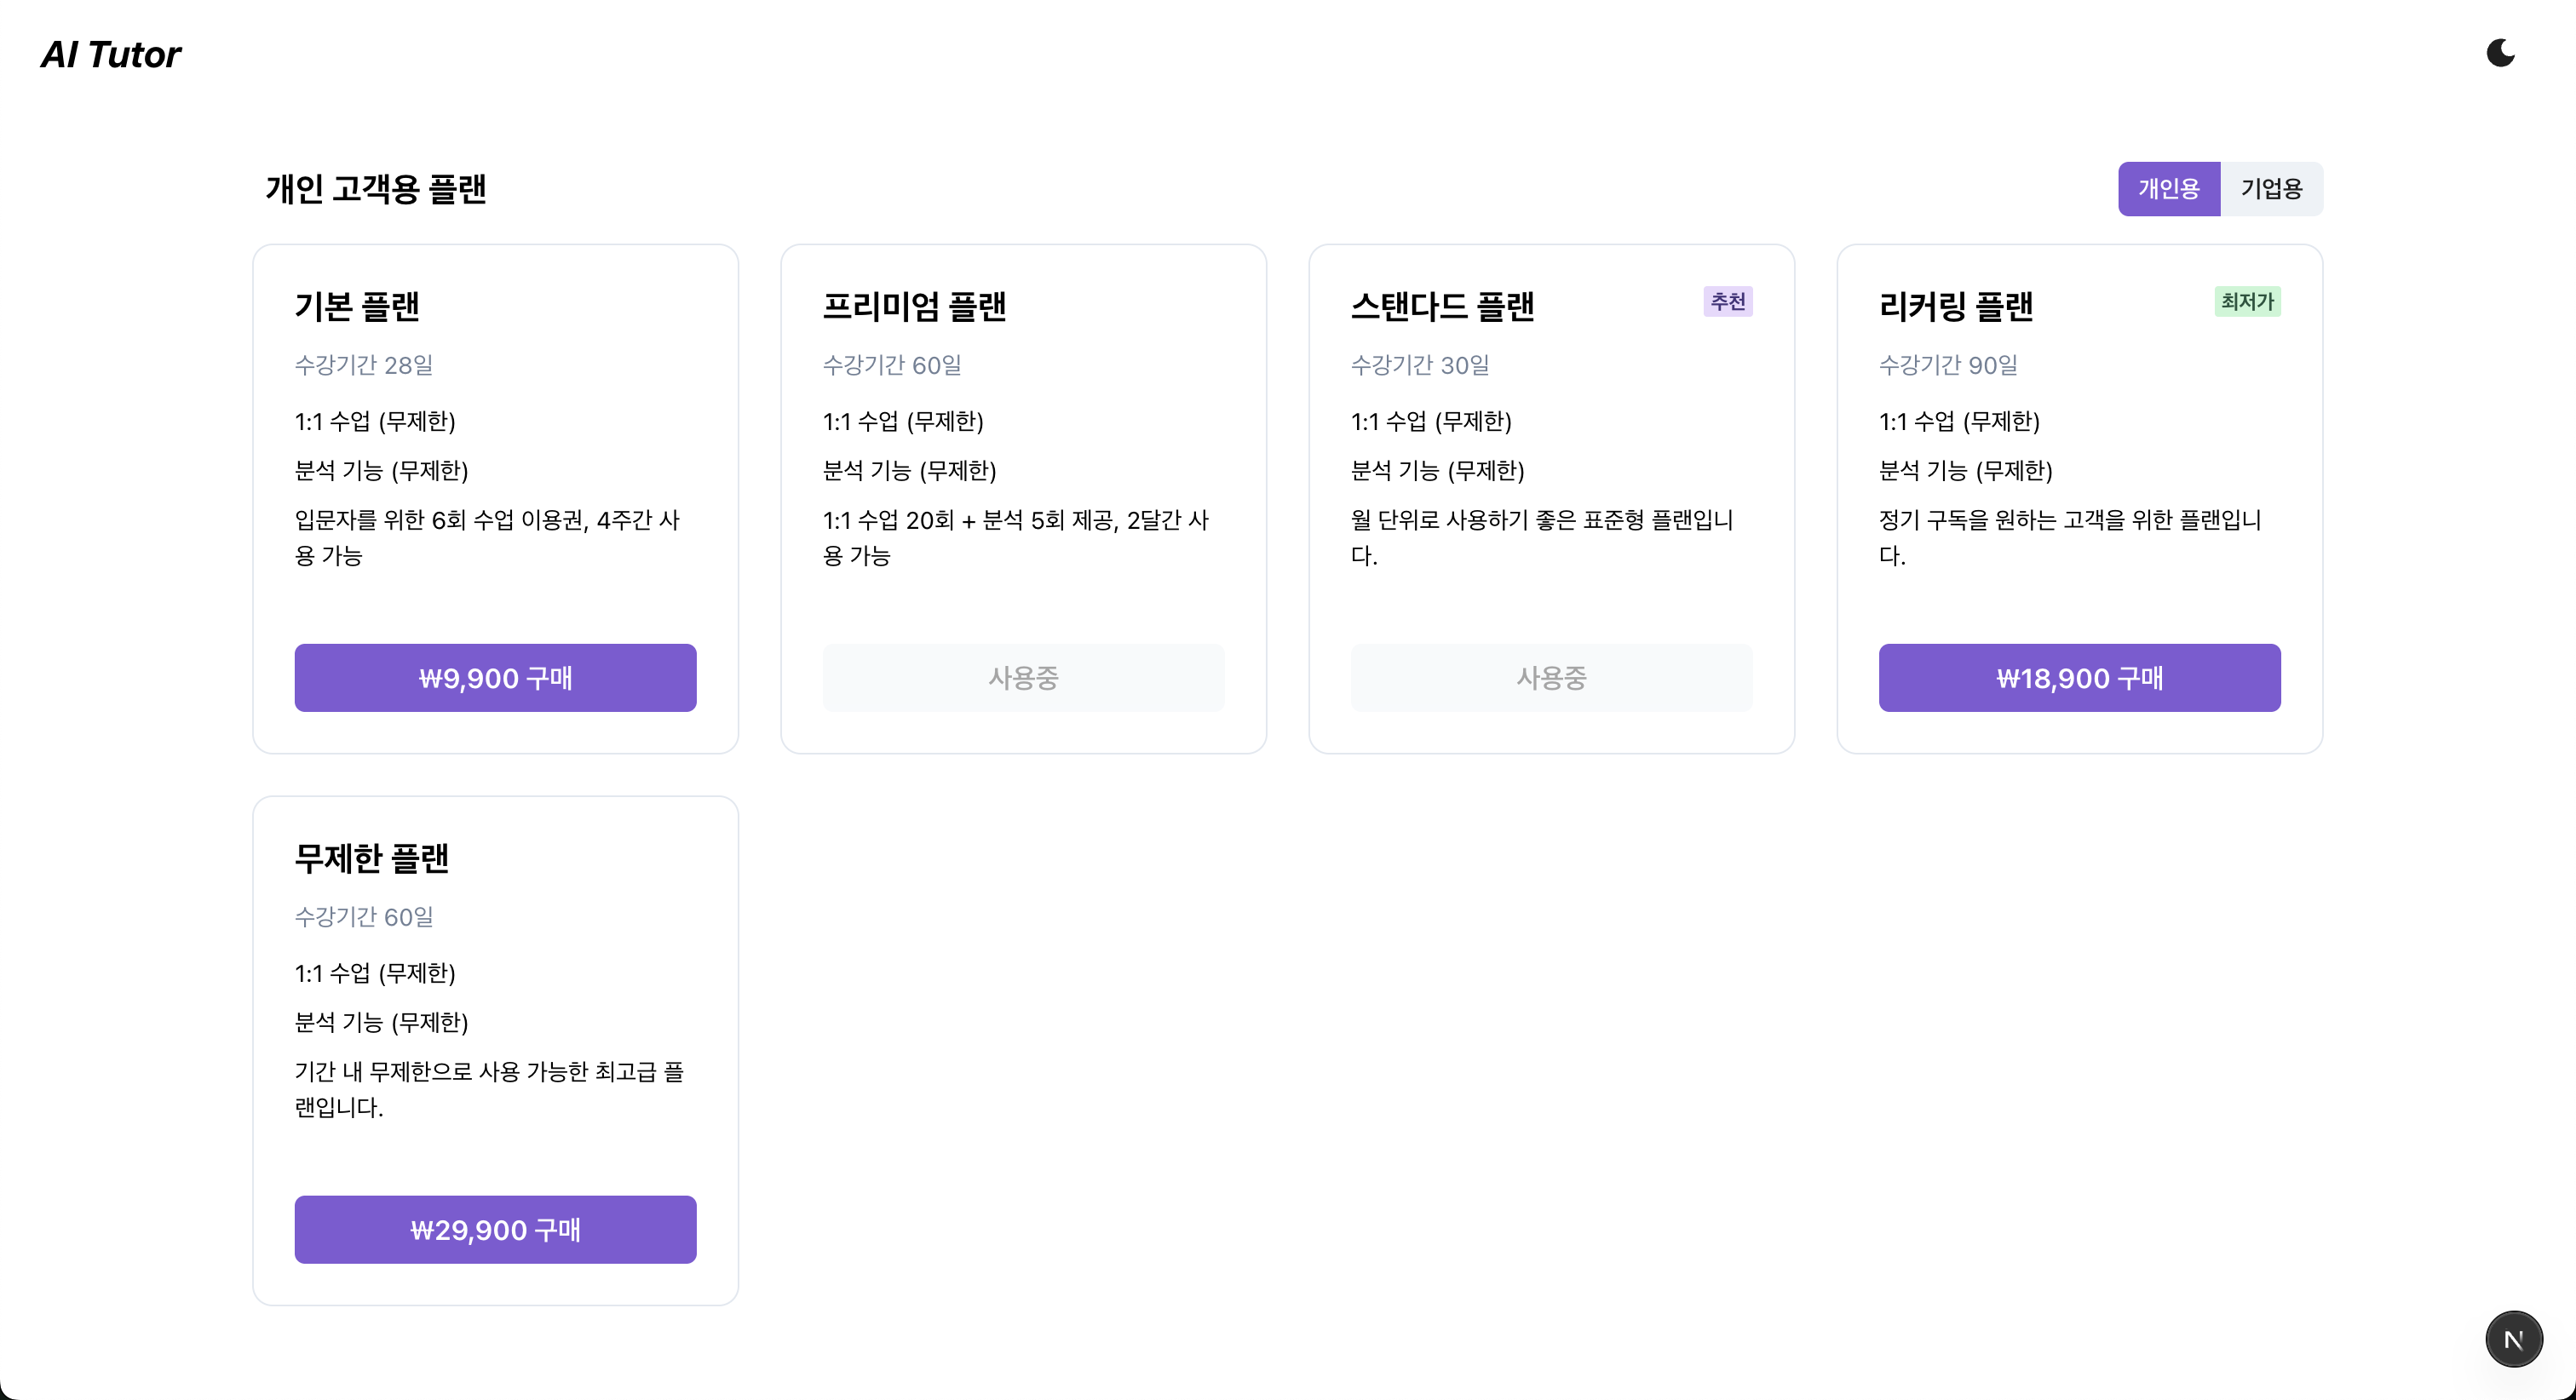 AI Tutor
개인 고객용 플랜
개인용
기업용
기본 플랜
수강기간 28일
1:1 수업 (무제한)
분석 기능 (무제한)
입문자를 위한 6회 수업 이용권, 4주간 사
용 가능
₩9,900 구매
프리미엄 플랜
수강기간 60일
1:1 수업 (무제한)
분석 기능 (무제한)
1:1 수업 20회 + 분석 5회 제공, 2달간 사
용 가능
사용중
스탠다드 플랜
추천
수강기간 30일
1:1 수업 (무제한)
분석 기능 (무제한)
월 단위로 사용하기 좋은 표준형 플랜입니
다.
사용중
리커링 플랜
최저가
수강기간 90일
1:1 수업 (무제한)
분석 기능 (무제한)
정기 구독을 원하는 고객을 위한 플랜입니
다.
₩18,900 구매
무제한 플랜
수강기간 60일
1:1 수업 (무제한)
분석 기능 (무제한)
기간 내 무제한으로 사용 가능한 최고급 플
랜입니다.
₩29,900 구매
N